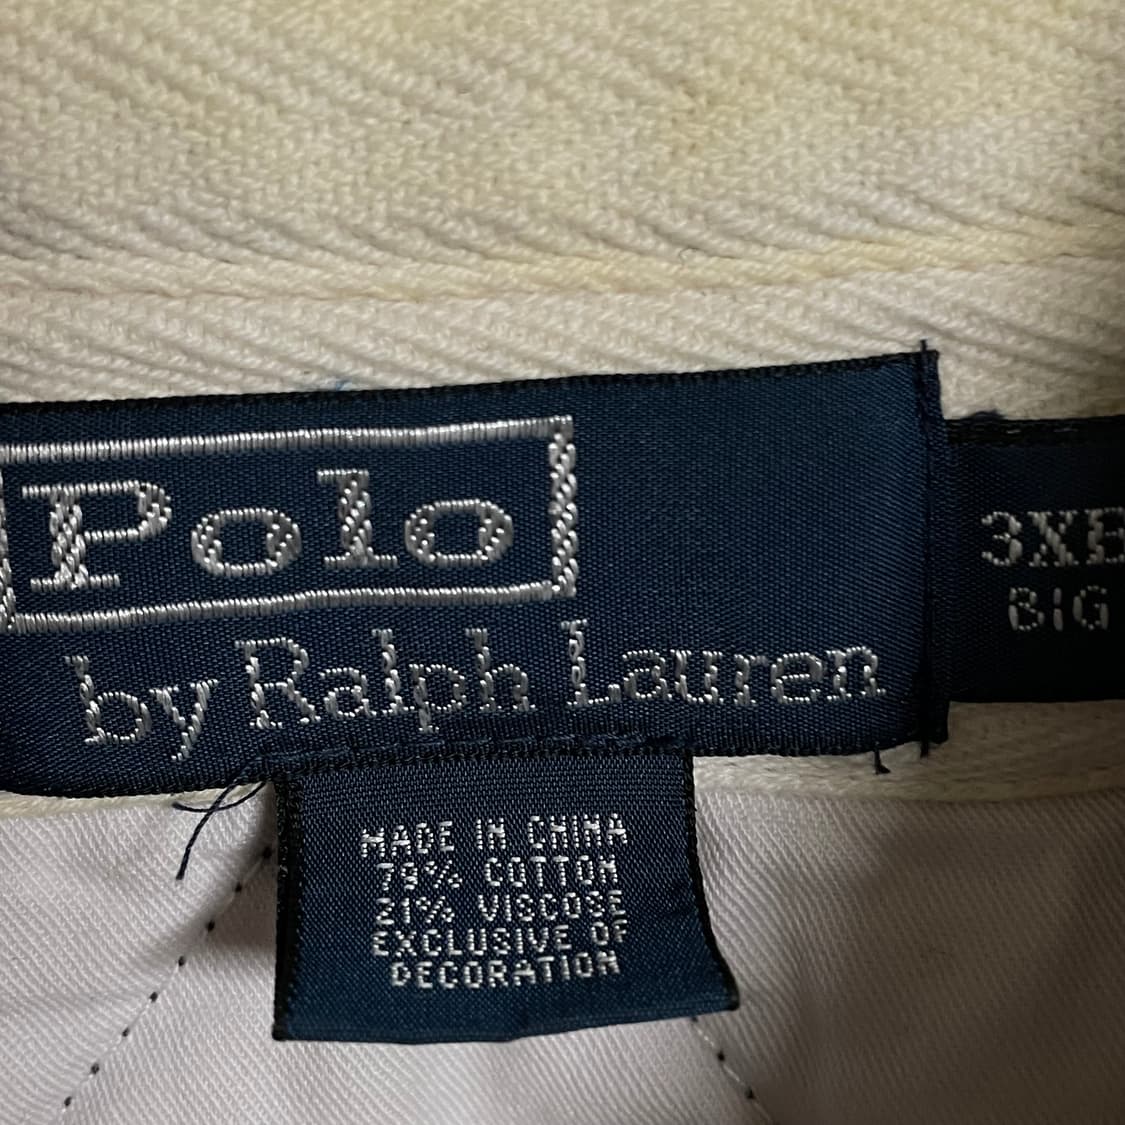 Polo
by Ralph Lauren
3XB
BIG
MADE IN CHINA
79% COTTON
21% VISCOSE
EXCLUSIVE OF
DECORATION